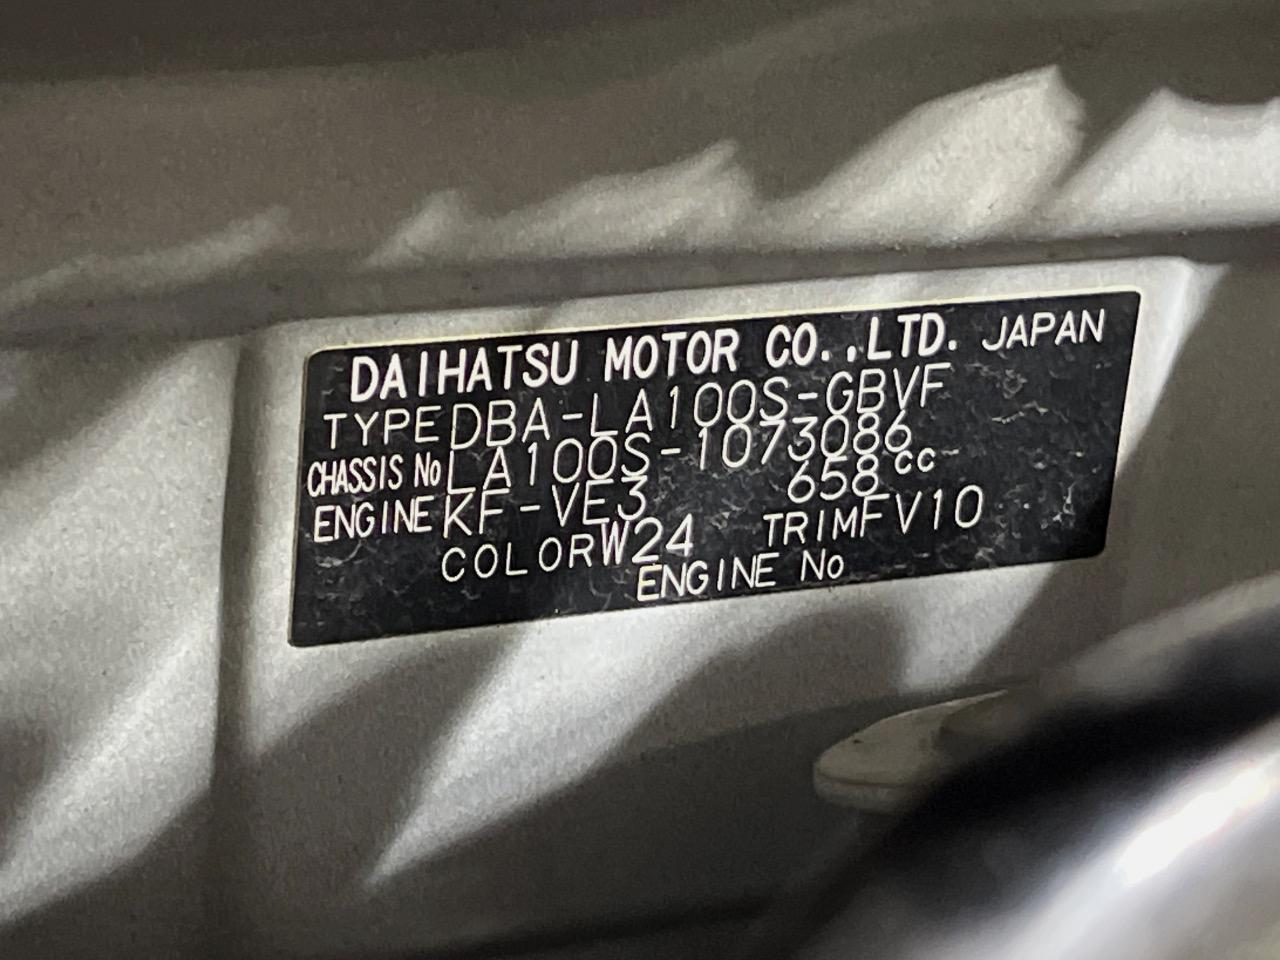 DAIHATSU MOTOR CO.,LTD. JAPAN
TYPE DBA-LA100S-GBVF
CHASSIS No LA100S-1073086
ENGINE KF-VE3 658cc
COLOR W24 TRIM FV10
ENGINE No